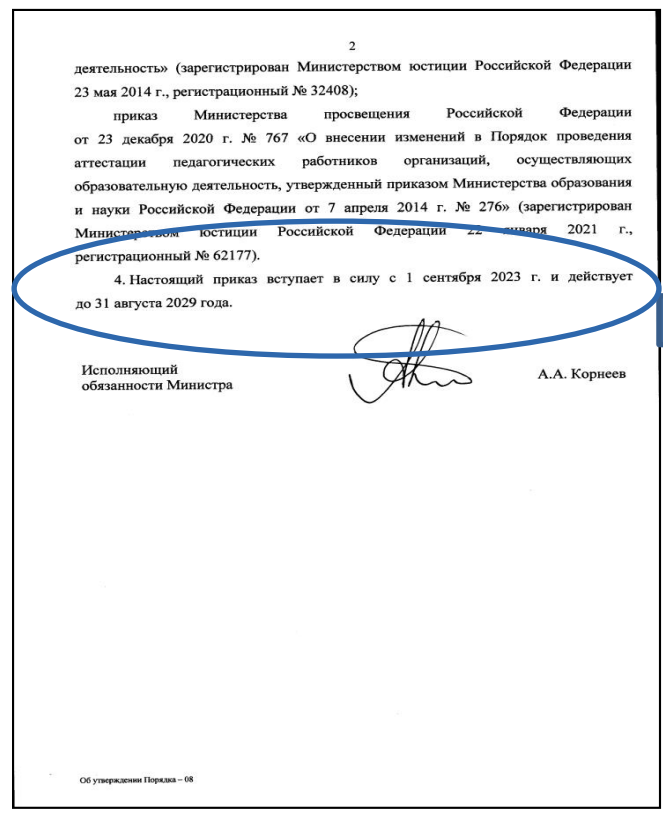 2
деятельность» (зарегистрирован Министерством юстиции Российской Федерации
23 мая 2014 г., регистрационный № 32408);
приказ Министерства просвещения Российской Федерации
от 23 декабря 2020 г. № 767 «О внесении изменений в Порядок проведения
аттестации педагогических работников организаций, осуществляющих
образовательную деятельность, утвержденный приказом Министерства образования
и науки Российской Федерации от 7 апреля 2014 г. № 276» (зарегистрирован
Министерством юстиции Российской Федерации 22 января 2021 г.,
регистрационный № 62177).
4. Настоящий приказ вступает в силу с 1 сентября 2023 г. и действует
до 31 августа 2029 года.
Исполняющий
обязанности Министра
А.А. Корнеев
Об утверждении Порядка – 08